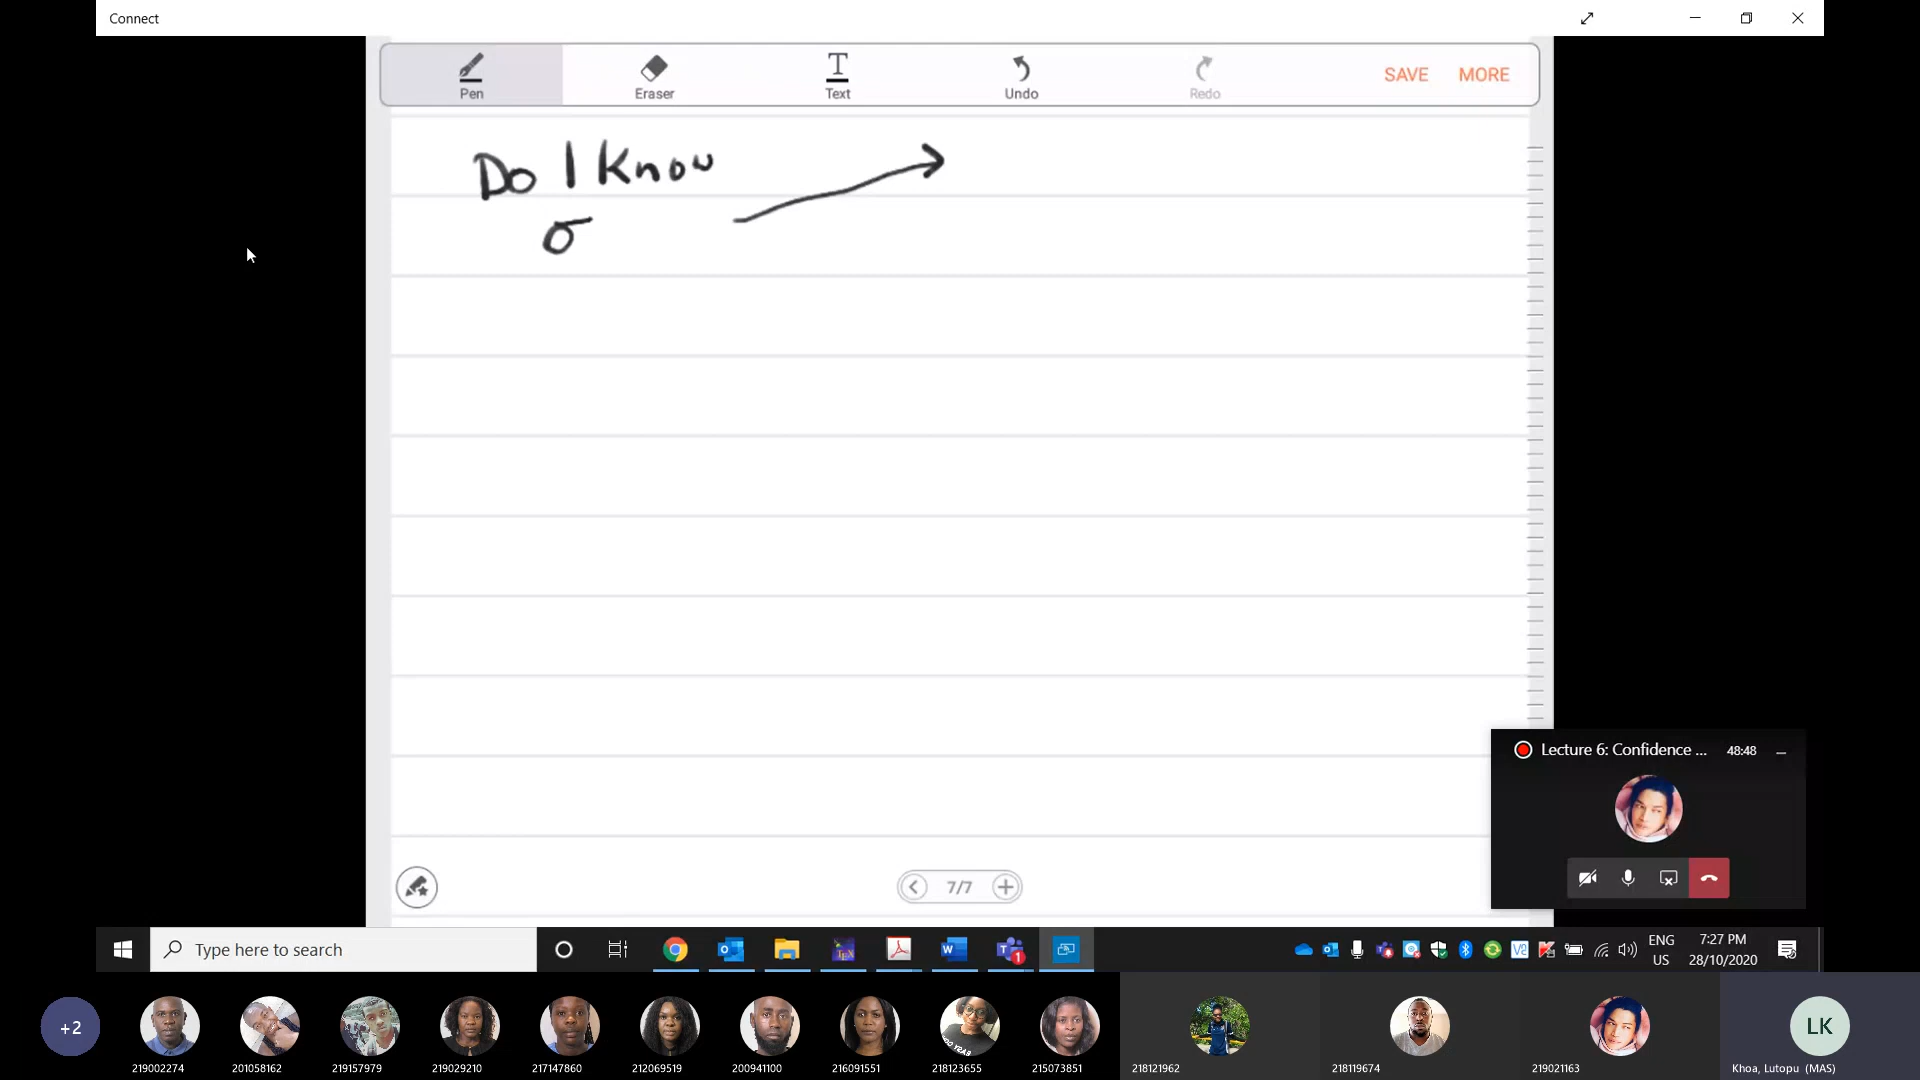 Connect
Pen
Eraser
Text
Undo
Redo
SAVE
MORE
Do I Know
σ
7/7
Lecture 6: Confidence ...
48:48
Type here to search
ENG
US
7:27 PM
28/10/2020
+2
219002274
201058162
219157979
219029210
217147860
212069519
200941100
216091551
218123655
215073851
218121962
218119674
219021163
LK
Khoa, Lutopu (MAS)